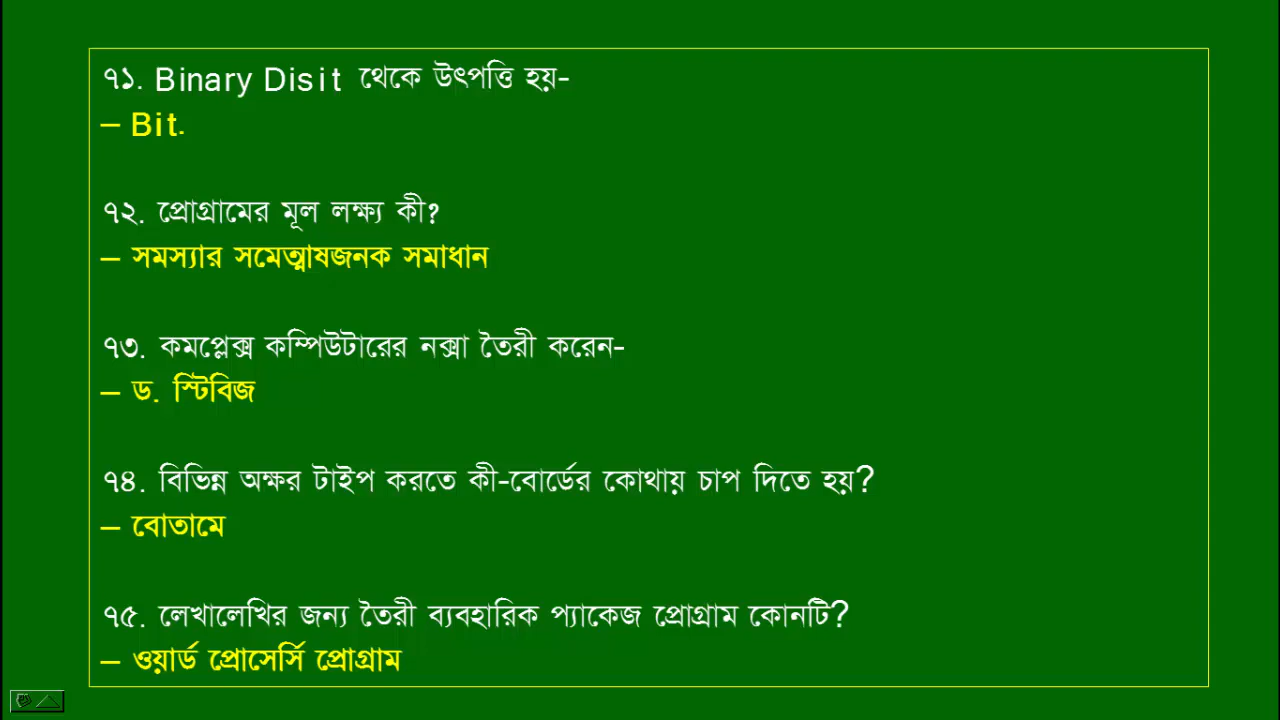 ৭১. Binary Disit থেকে উৎপত্তি হয়-
– Bit.
৭২. প্রোগ্রামের মূল লক্ষ্য কী?
– সমস্যার সমেত্মাষজনক সমাধান
৭৩. কমপ্লেক্স কম্পিউটারের নক্সা তৈরী করেন-
– ড. স্টিবিজ
৭৪. বিভিন্ন অক্ষর টাইপ করতে কী-বোর্ডের কোথায় চাপ দিতে হয়?
– বোতামে
৭৫. লেখালেখির জন্য তৈরী ব্যবহারিক প্যাকেজ প্রোগ্রাম কোনটি?
– ওয়ার্ড প্রোসের্সি প্রোগ্রাম